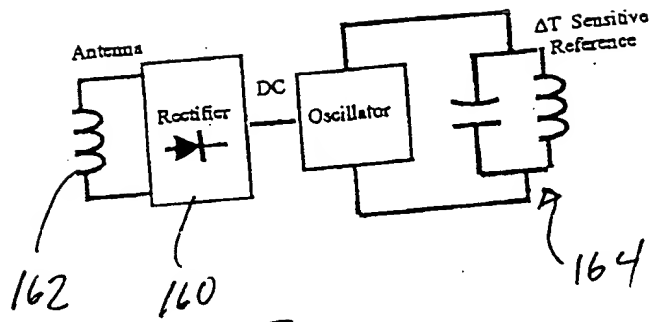 Antenna
Rectifier
DC
Oscillator
ΔT Sensitive
Reference
162
160
164